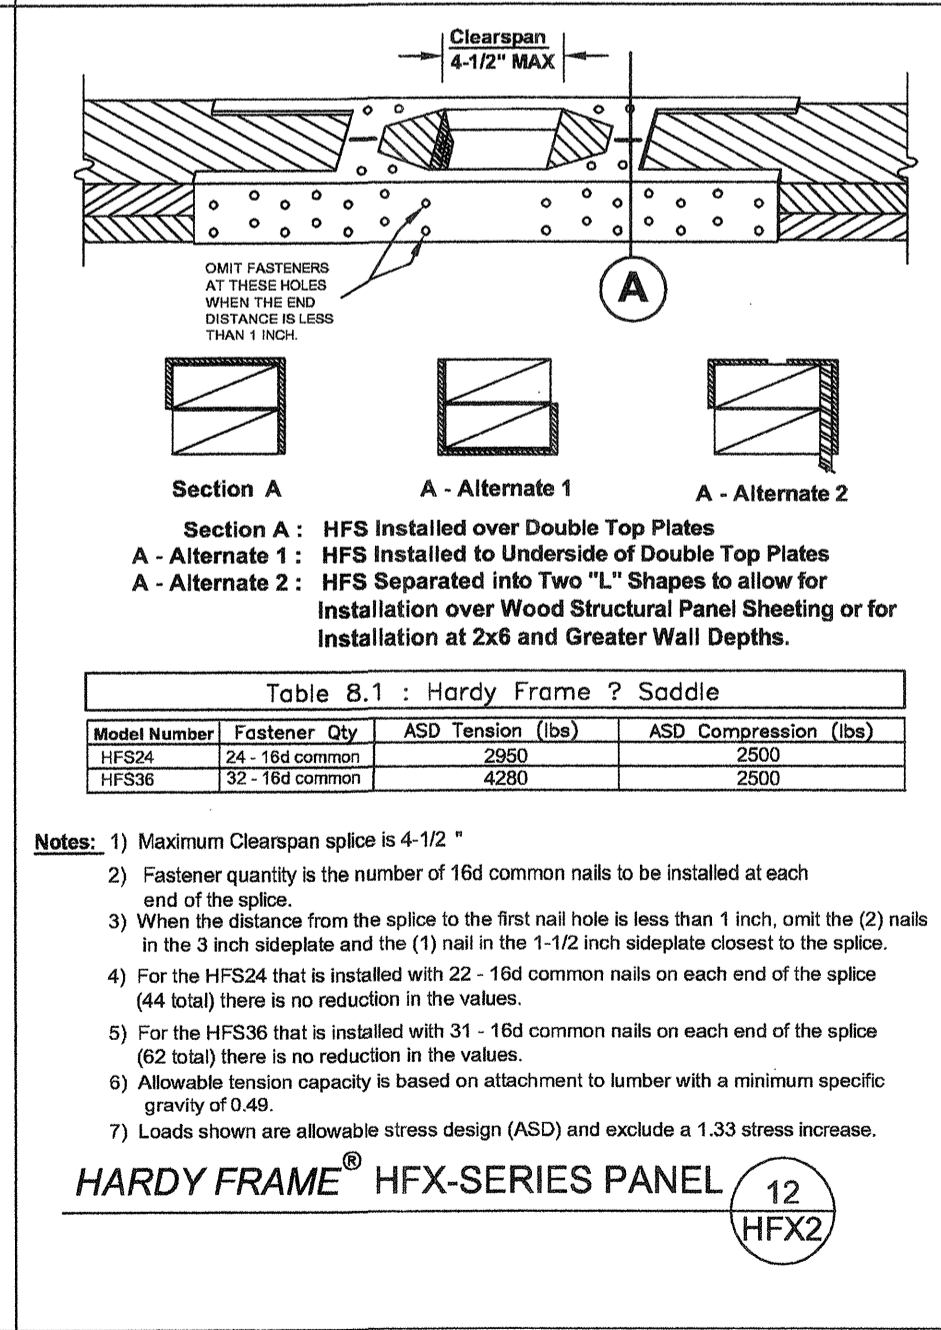 Clearspan
4-1/2" MAX
OMIT FASTENERS
AT THESE HOLES
WHEN THE END
DISTANCE IS LESS
THAN 1 INCH.
A
Section A
A - Alternate 1
A - Alternate 2
Section A : HFS Installed over Double Top Plates
A - Alternate 1 : HFS Installed to Underside of Double Top Plates
A - Alternate 2 : HFS Separated into Two "L" Shapes to allow for
Installation over Wood Structural Panel Sheeting or for
Installation at 2x6 and Greater Wall Depths.
Table 8.1 : Hardy Frame ? Saddle
Model Number Fastener Qty ASD Tension (lbs) ASD Compression (lbs)
HFS24 24 - 16d common 2950 2500
HFS36 32 - 16d common 4280 2500
Notes: 1) Maximum Clearspan splice is 4-1/2 "
2) Fastener quantity is the number of 16d common nails to be installed at each
end of the splice.
3) When the distance from the splice to the first nail hole is less than 1 inch, omit the (2) nails
in the 3 inch sideplate and the (1) nail in the 1-1/2 inch sideplate closest to the splice.
4) For the HFS24 that is installed with 22 - 16d common nails on each end of the splice
(44 total) there is no reduction in the values.
5) For the HFS36 that is installed with 31 - 16d common nails on each end of the splice
(62 total) there is no reduction in the values.
6) Allowable tension capacity is based on attachment to lumber with a minimum specific
gravity of 0.49.
7) Loads shown are allowable stress design (ASD) and exclude a 1.33 stress increase.
HARDY FRAME® HFX-SERIES PANEL
12
HFX2